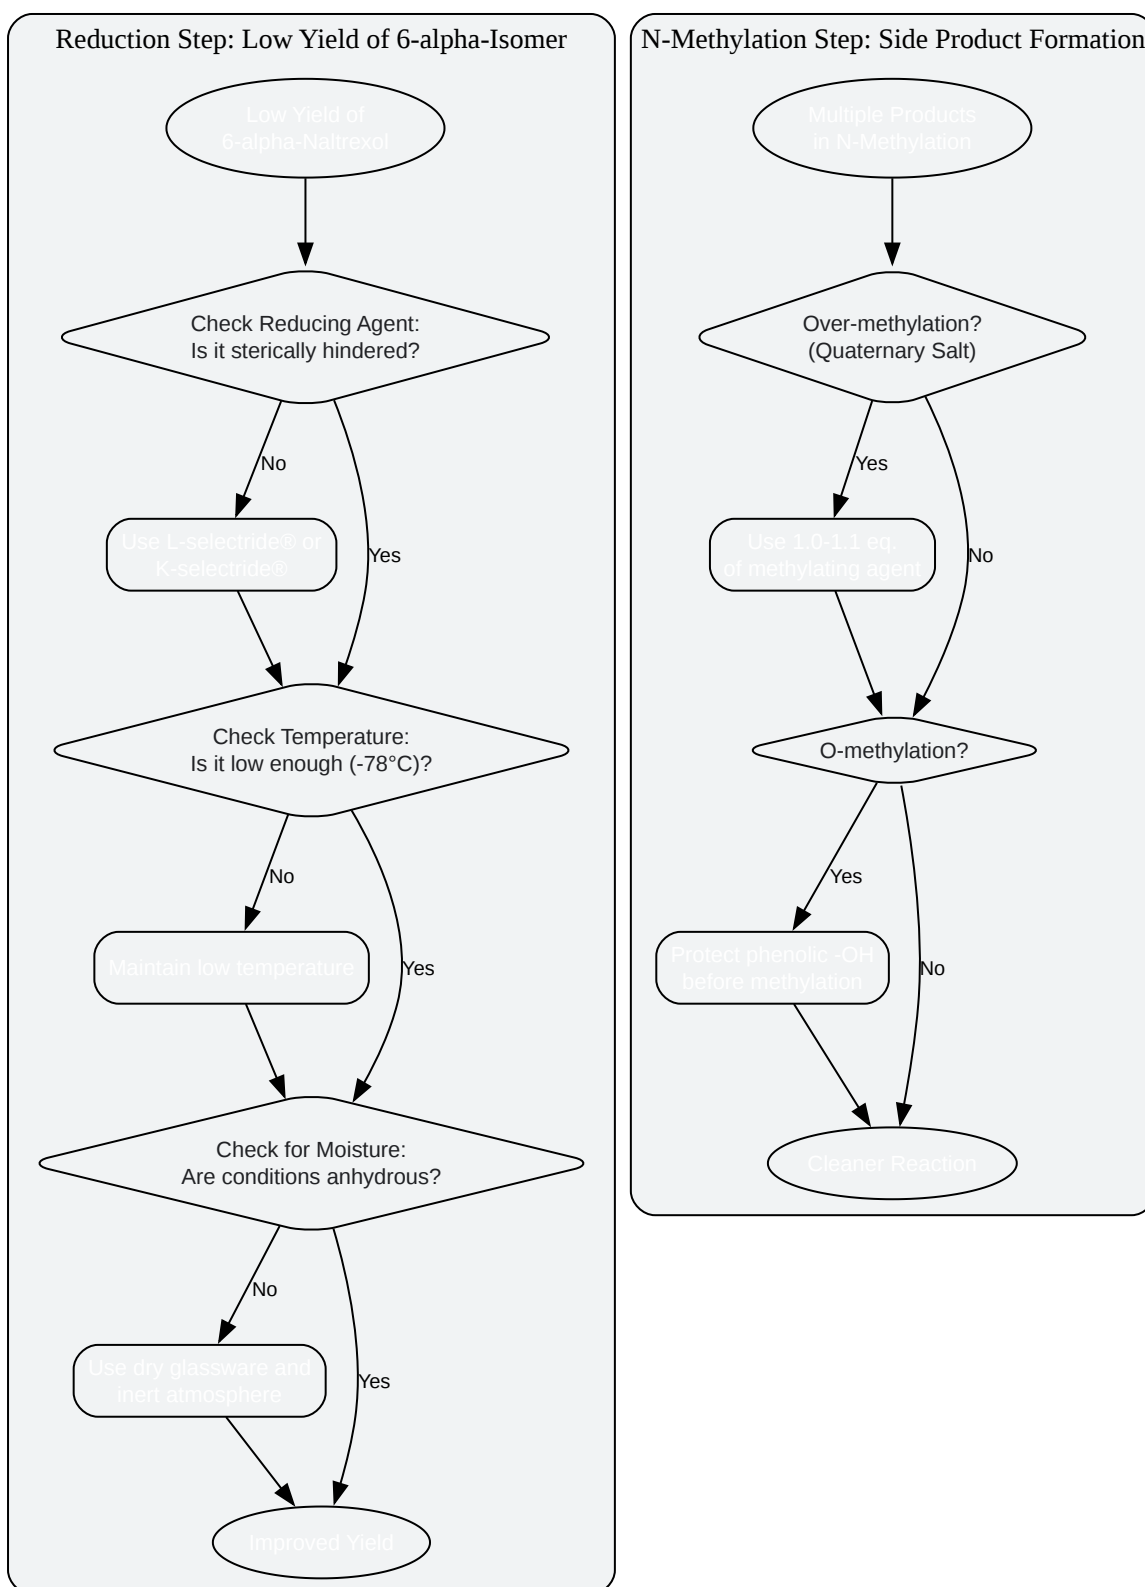 Reduction Step: Low Yield of 6-alpha-Isomer
Low Yield of
6-alpha-Naltrexol
Check Reducing Agent:
Is it sterically hindered?
No
Yes
Use L-selectride® or
K-selectride®
Check Temperature:
Is it low enough (-78°C)?
No
Yes
Maintain low temperature
Check for Moisture:
Are conditions anhydrous?
No
Yes
Use dry glassware and
inert atmosphere
Improved Yield
N-Methylation Step: Side Product Formation
Multiple Products
in N-Methylation
Over-methylation?
(Quaternary Salt)
Yes
No
Use 1.0-1.1 eq.
of methylating agent
O-methylation?
Yes
No
Protect phenolic -OH
before methylation
Cleaner Reaction